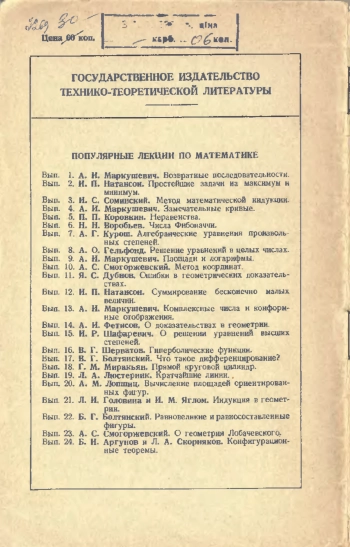 Цена 60 коп.
ЦІНА
крб. 06 коп.
ГОСУДАРСТВЕННОЕ ИЗДАТЕЛЬСТВО
ТЕХНИКО-ТЕОРЕТИЧЕСКОЙ ЛИТЕРАТУРЫ
ПОПУЛЯРНЫЕ ЛЕКЦИИ ПО МАТЕМАТИКЕ
Вып. 1. А. И. Маркушевич. Возвратные последовательности.
Вып. 2. И. П. Натансон. Простейшие задачи на максимум и
минимум.
Вып. 3. И. С. Соминский. Метод математической индукции.
Вып. 4. А. И. Маркушевич. Замечательные кривые.
Вып. 5. П. П. Коровкин. Неравенства.
Вып. 6. Н. Н. Воробьев. Числа Фибоначчи.
Вып. 7. А. Г. Курош. Алгебраические уравнения произволь-
ных степеней.
Вып. 8. А. О. Гельфонд. Решение уравнений в целых числах.
Вып. 9. А. И. Маркушевич. Площади и логарифмы.
Вып. 10. А. С. Смогоржевский. Метод координат.
Вып. 11. Я. С. Дубнов. Ошибки в геометрических доказатель-
ствах.
Вып. 12. И. П. Натансон. Суммирование бесконечно малых
величин.
Вып. 13. А. И. Маркушевич. Комплексные числа и конформ-
ные отображения.
Вып. 14. А. И. Фетисов. О доказательствах в геометрии.
Вып. 15. И. Р. Шафаревич. О решении уравнений высших
степеней.
Вып. 16. В. Г. Шерватов. Гиперболические функции.
Вып. 17. В. Г. Болтянский. Что такое дифференцирование?
Вып. 18. Г. М. Миракьян. Прямой круговой цилиндр.
Вып. 19. Л. А. Люстерник. Кратчайшие линии.
Вып. 20. А. М. Лопшиц. Вычисление площадей ориентирован-
ных фигур.
Вып. 21. Л. И. Головина и И. М. Яглом. Индукция в геомет-
рии.
Вып. 22. В. Г. Болтянский. Равновеликие и равносоставленные
фигуры.
Вып. 23. А. С. Смогоржевский. О геометрии Лобачевского.
Вып. 24. Б. И. Аргунов и Л. А. Скорняков. Конфигурацион-
ные теоремы.